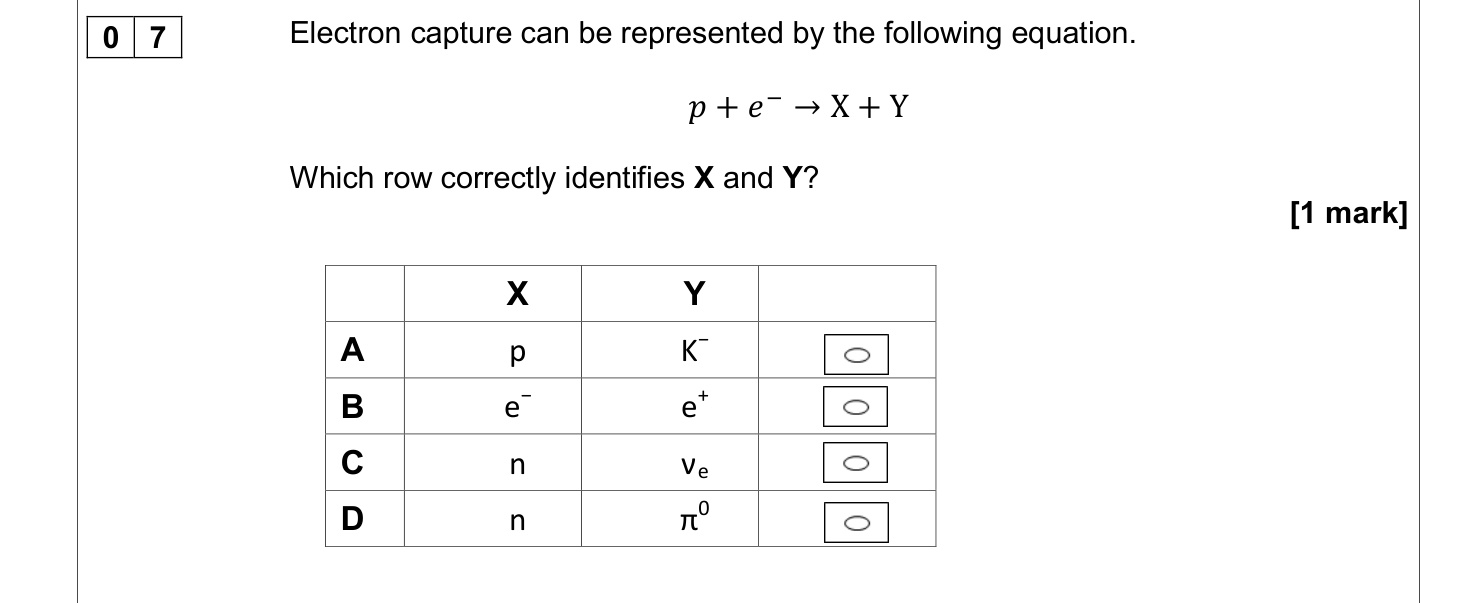 0 7 Electron capture can be represented by the following equation.
p + e⁻ → X + Y
Which row correctly identifies X and Y?
[1 mark]
X Y
A p K⁻
B e⁻ e⁺
C n νₑ
D n π⁰